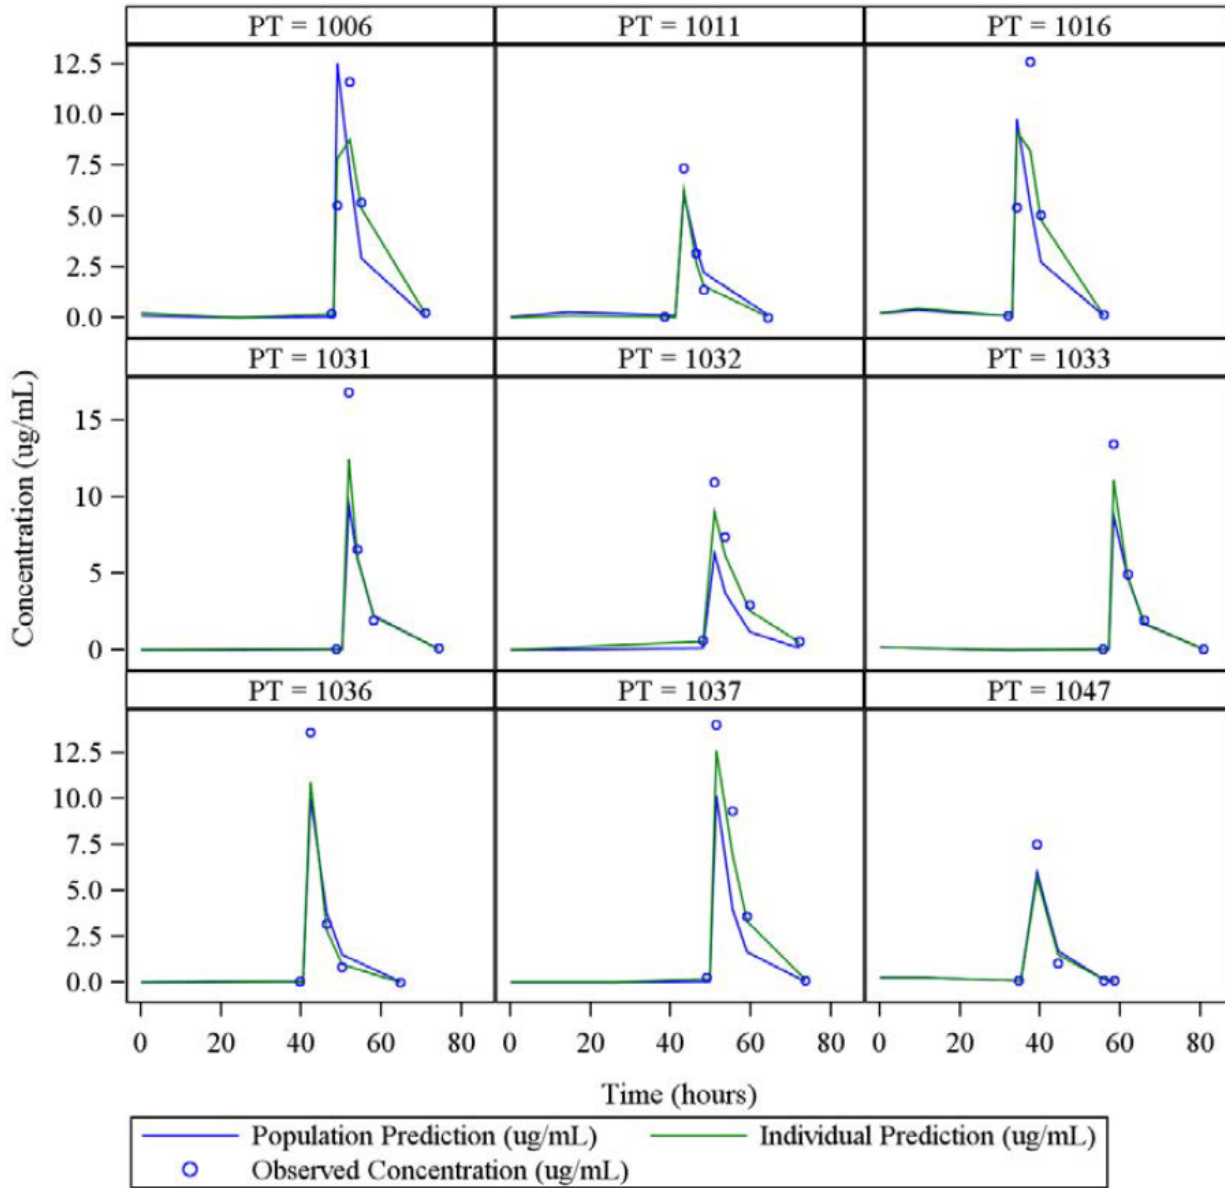 PT = 1006 PT = 1011 PT = 1016
12.5
10.0
7.5
5.0
2.5
0.0
PT = 1031 PT = 1032 PT = 1033
15
10
5
0
PT = 1036 PT = 1037 PT = 1047
12.5
10.0
7.5
5.0
2.5
0.0
Concentration (ug/mL)
0 20 40 60 80 0 20 40 60 80 0 20 40 60 80
Time (hours)
Population Prediction (ug/mL) Individual Prediction (ug/mL)
Observed Concentration (ug/mL)